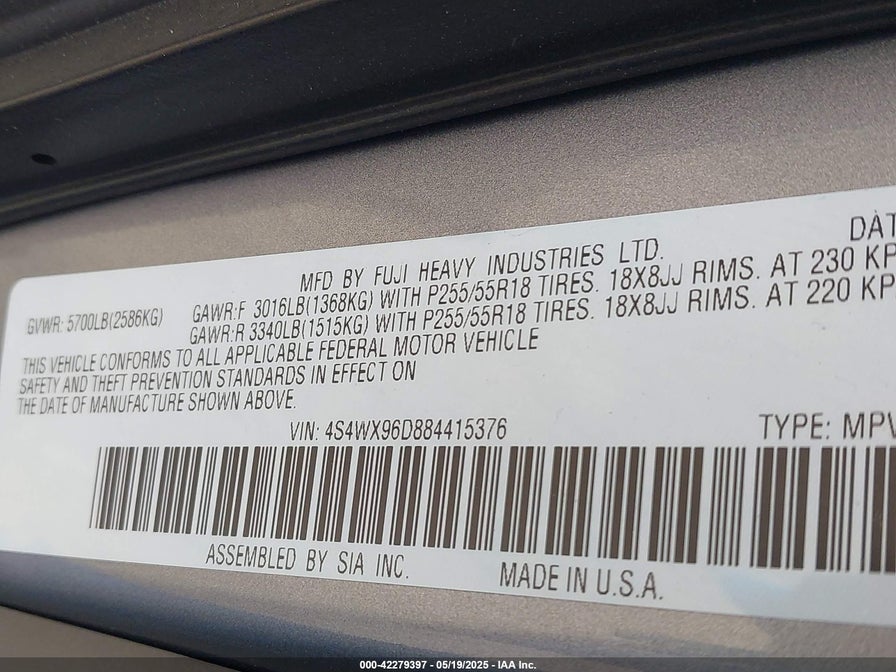 DAT
MFD BY FUJI HEAVY INDUSTRIES LTD.
GVWR: 5700LB(2586KG) GAWR:F 3016LB(1368KG) WITH P255/55R18 TIRES. 18X8JJ RIMS. AT 230 KP
GAWR:R 3340LB(1515KG) WITH P255/55R18 TIRES. 18X8JJ RIMS. AT 220 KP
THIS VEHICLE CONFORMS TO ALL APPLICABLE FEDERAL MOTOR VEHICLE
SAFETY AND THEFT PREVENTION STANDARDS IN EFFECT ON
THE DATE OF MANUFACTURE SHOWN ABOVE.
VIN: 4S4WX96D884415376 TYPE: MPV
ASSEMBLED BY SIA INC. MADE IN U.S.A.
000-42279397 - 05/19/2025 - IAA Inc.